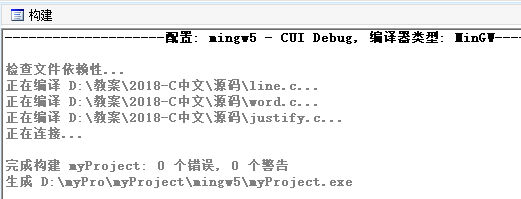 构建
--------------------配置: mingw5 - CUI Debug, 编译器类型: MinGW----
检查文件依赖性...
正在编译 D:\教案\2018-C中文\源码\line.c...
正在编译 D:\教案\2018-C中文\源码\word.c...
正在编译 D:\教案\2018-C中文\源码\justify.c...
正在连接...
完成构建 myProject: 0 个错误, 0 个警告
生成 D:\myPro\myProject\mingw5\myProject.exe